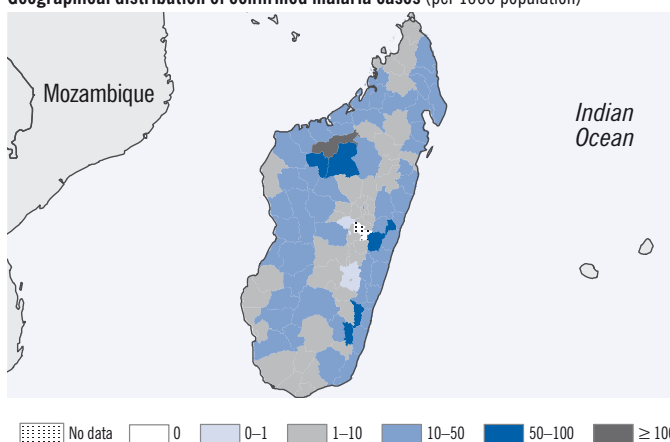 Geographical distribution of confirmed malaria cases (per 1000 population)
Mozambique
Indian
Ocean
No data 0 0–1 1–10 10–50 50–100 ≥ 100